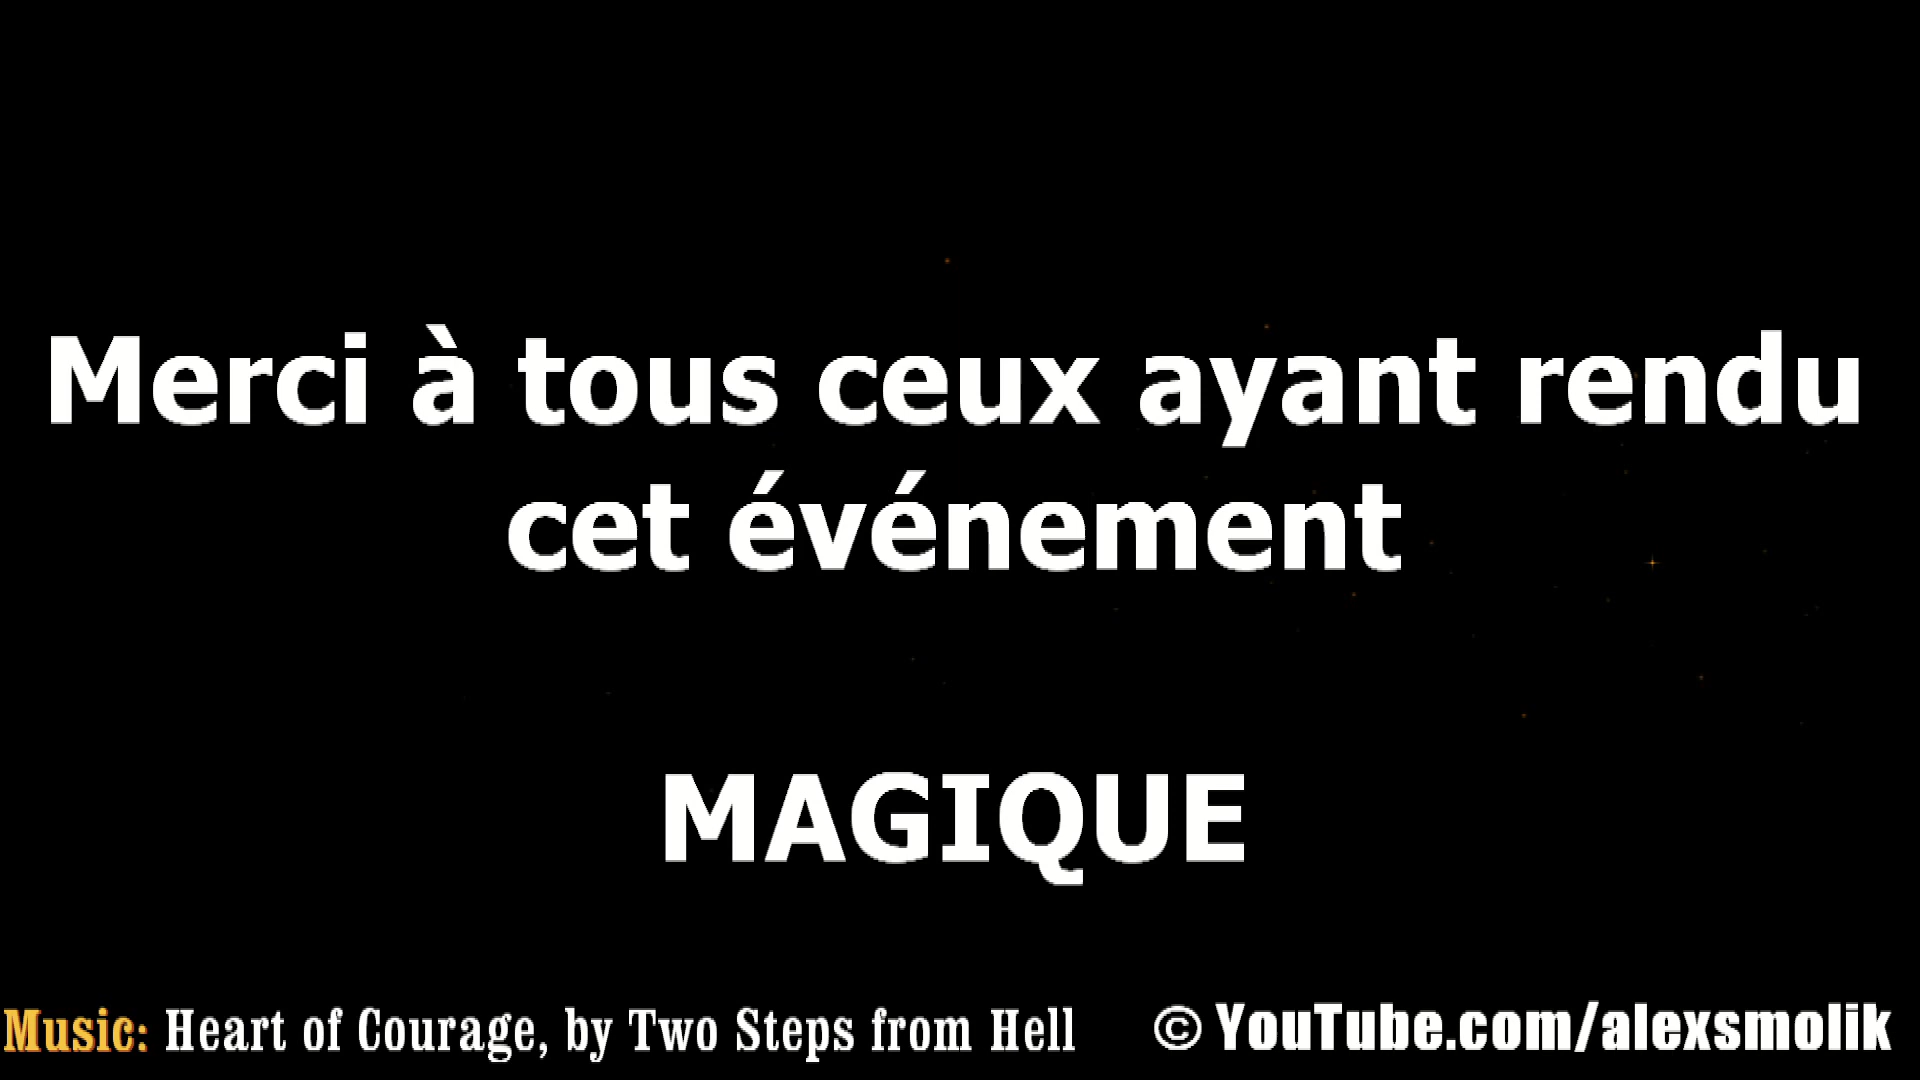 Merci à tous ceux ayant rendu
cet événement
MAGIQUE
Music: Heart of Courage, by Two Steps from Hell
© YouTube.com/alexsmolik